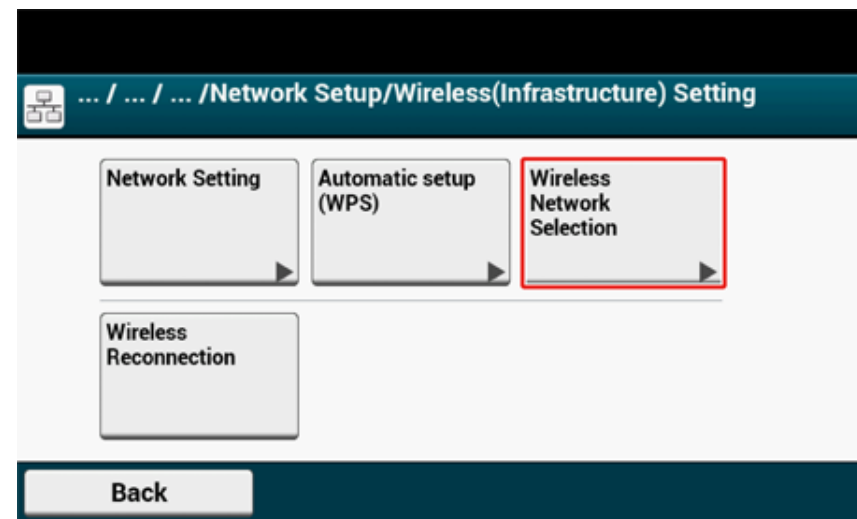 ... / ... / ... /Network Setup/Wireless(Infrastructure) Setting
Network Setting
Automatic setup
(WPS)
Wireless
Network
Selection
Wireless
Reconnection
Back